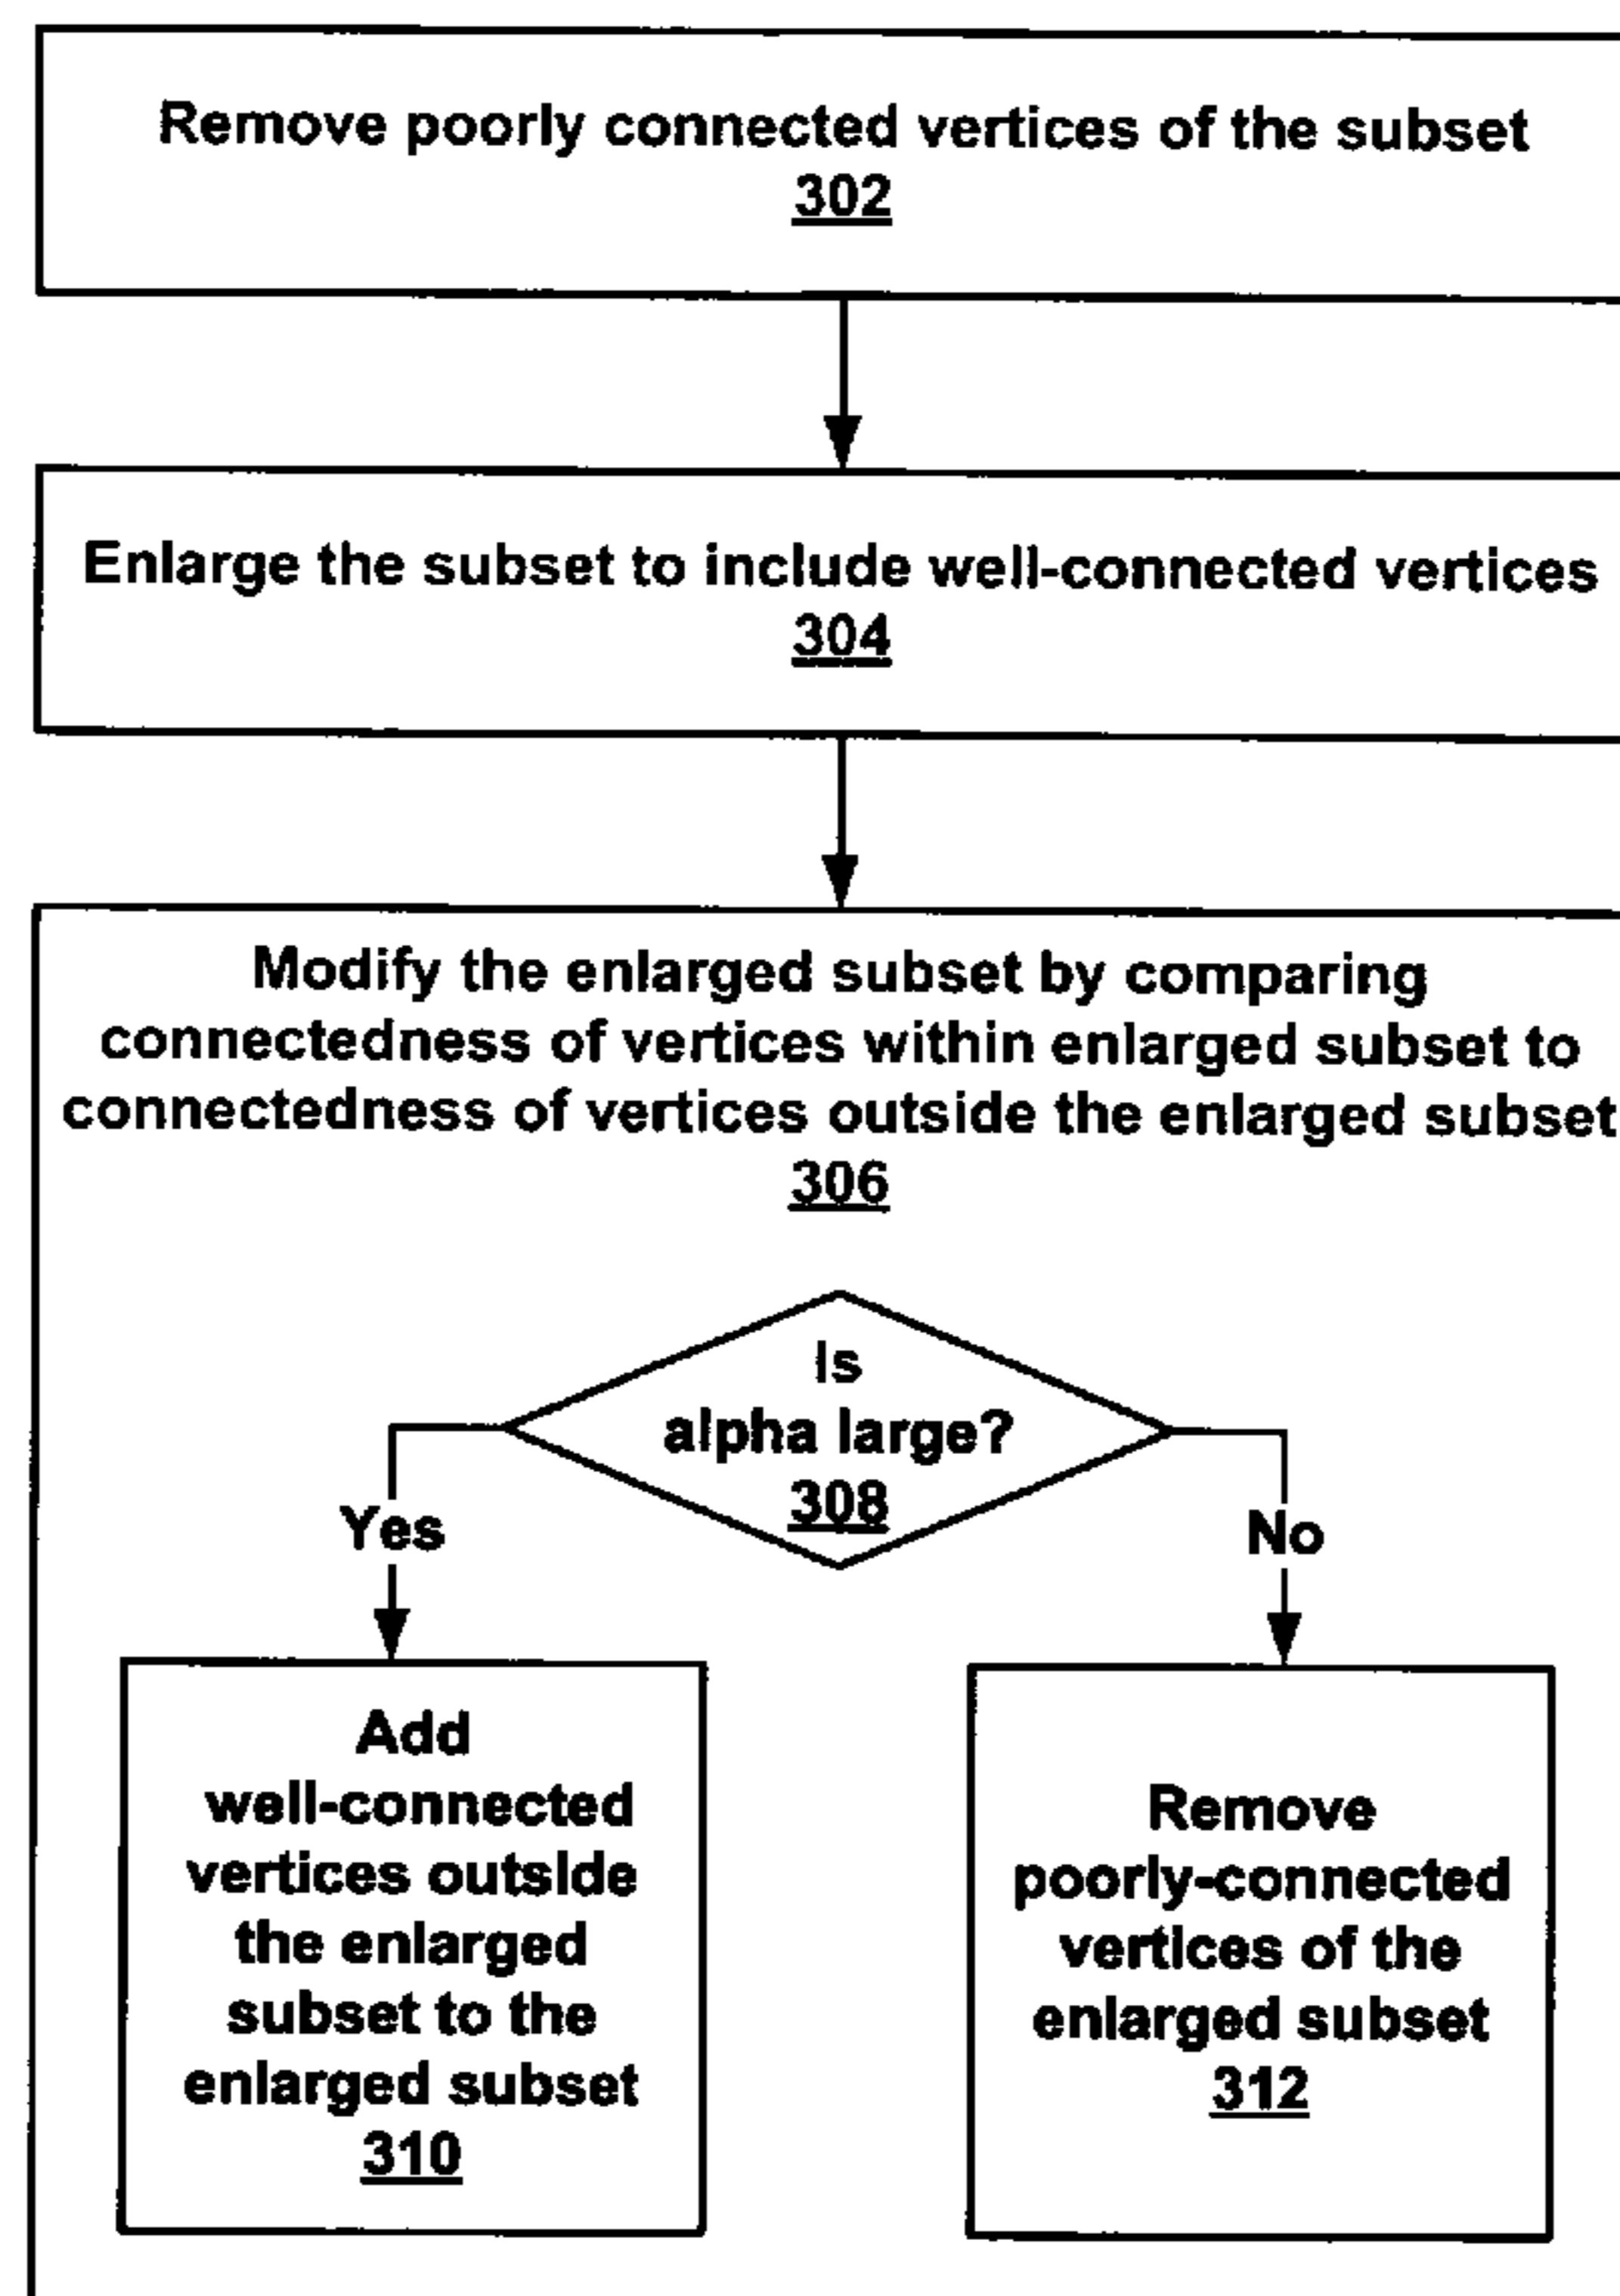 Remove poorly connected vertices of the subset
302
Enlarge the subset to include well-connected vertices
304
Modify the enlarged subset by comparing
connectedness of vertices within enlarged subset to
connectedness of vertices outside the enlarged subset
306
Is
alpha large?
308
Yes
No
Add
well-connected
vertices outside
the enlarged
subset to the
enlarged subset
310
Remove
poorly-connected
vertices of the
enlarged subset
312